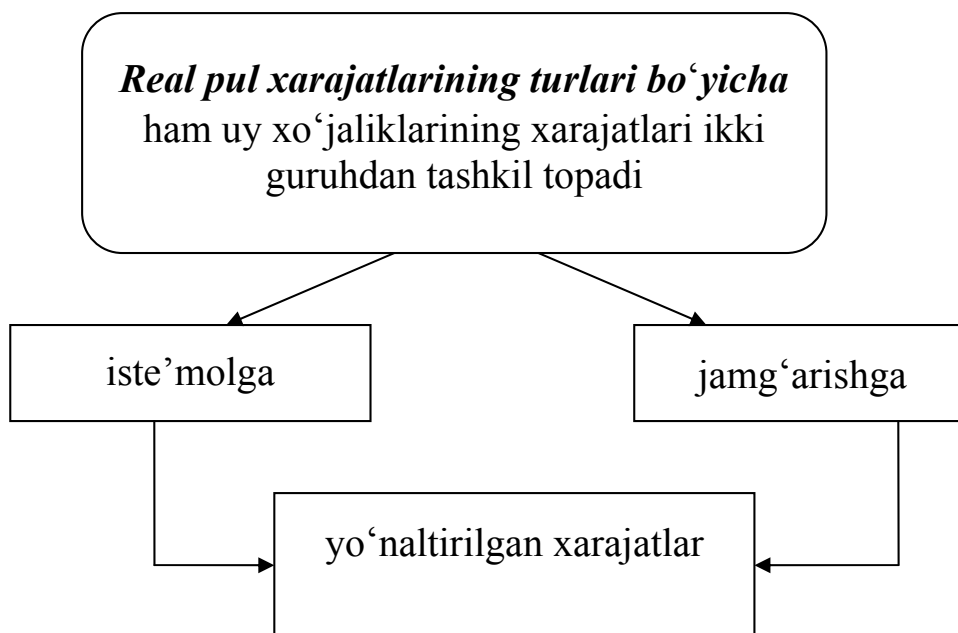 Real pul xarajatlarining turlari bo‘yicha
ham uy xo‘jaliklarining xarajatlari ikki
guruhdan tashkil topadi
iste’molga
jamg‘arishga
yo‘naltirilgan xarajatlar